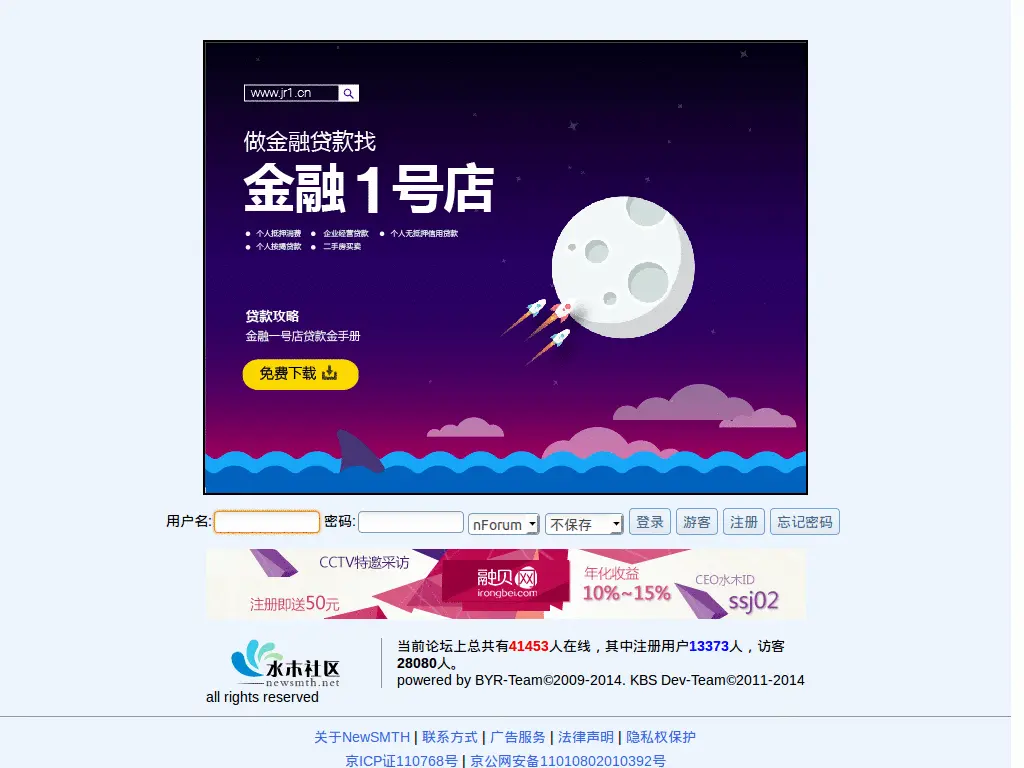 www.jr1.cn
做金融贷款找
金融1号店
● 个人抵押消费 ● 企业经营贷款 ● 个人无抵押信用贷款
● 个人按揭贷款 ● 二手房买卖
贷款攻略
金融一号店贷款金手册
免费下载
用户名: 密码: nForum 不保存 登录 游客 注册 忘记密码
CCTV特邀采访
注册即送50元
融贝网
irongbei.com
年化收益
10%~15%
CEO水木ID
ssj02
水木社区
newsmth.net
当前论坛上总共有41453人在线，其中注册用户13373人，访客
28080人。
powered by BYR-Team©2009-2014. KBS Dev-Team©2011-2014
all rights reserved
关于NewSMTH | 联系方式 | 广告服务 | 法律声明 | 隐私权保护
京ICP证110768号 | 京公网安备11010802010392号